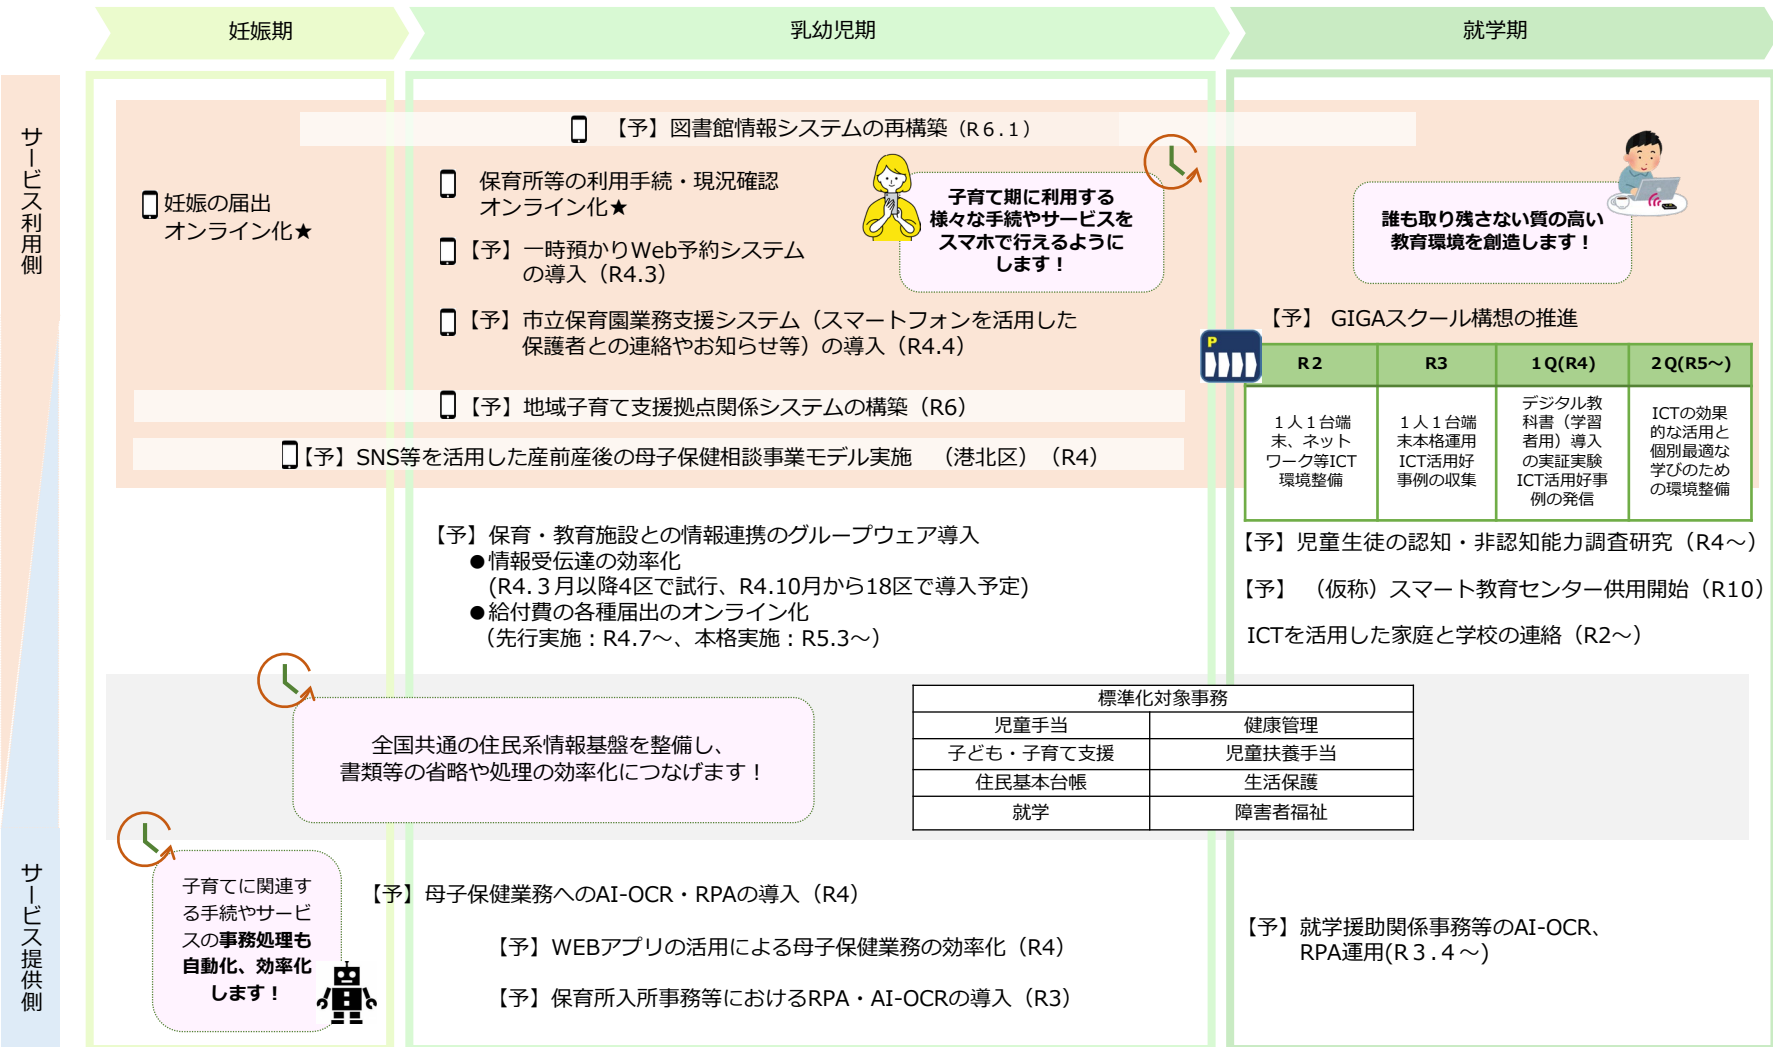 妊娠期
乳幼児期
就学期
サービス利用側
サービス提供側
【予】図書館情報システムの再構築（R６.１）
妊娠の届出
オンライン化★
保育所等の利用手続・現況確認
オンライン化★
【予】一時預かりWeb予約システム
の導入（R4.3）
【予】市立保育園業務支援システム（スマートフォンを活用した
保護者との連絡やお知らせ等）の導入（R4.4）
【予】地域子育て支援拠点関係システムの構築（R6）
【予】SNS等を活用した産前産後の母子保健相談事業モデル実施　（港北区）（R4）
子育て期に利用する
様々な手続やサービスを
スマホで行えるように
します！
誰も取り残さない質の高い
教育環境を創造します！
【予】 GIGAスクール構想の推進
P
R２
R3
１Q(R4)
２Q(R5～)
１人１台端
末、ネット
ワーク等ICT
環境整備
１人１台端
末本格運用
ICT活用好
事例の収集
デジタル教
科書（学習
者用）導入
の実証実験
ICT活用好事
例の発信
ICTの効果
的な活用と
個別最適な
学びのため
の環境整備
【予】児童生徒の認知・非認知能力調査研究（R4～）
【予】（仮称）スマート教育センター供用開始（R10）
ICTを活用した家庭と学校の連絡（R2～）
【予】保育・教育施設との情報連携のグループウェア導入
●情報受伝達の効率化
(R4.３月以降4区で試行、R4.10月から18区で導入予定)
●給付費の各種届出のオンライン化
（先行実施：R4.7～、本格実施：R5.3～）
全国共通の住民系情報基盤を整備し、
書類等の省略や処理の効率化につなげます！
標準化対象事務
児童手当
健康管理
子ども・子育て支援
児童扶養手当
住民基本台帳
生活保護
就学
障害者福祉
子育てに関連す
る手続やサービ
スの事務処理も
自動化、効率化
します！
【予】母子保健業務へのAI-OCR・RPAの導入（R4）
【予】WEBアプリの活用による母子保健業務の効率化（R4）
【予】保育所入所事務等におけるRPA・AI-OCRの導入（R3）
【予】就学援助関係事務等のAI-OCR、
RPA運用(R３.４～)